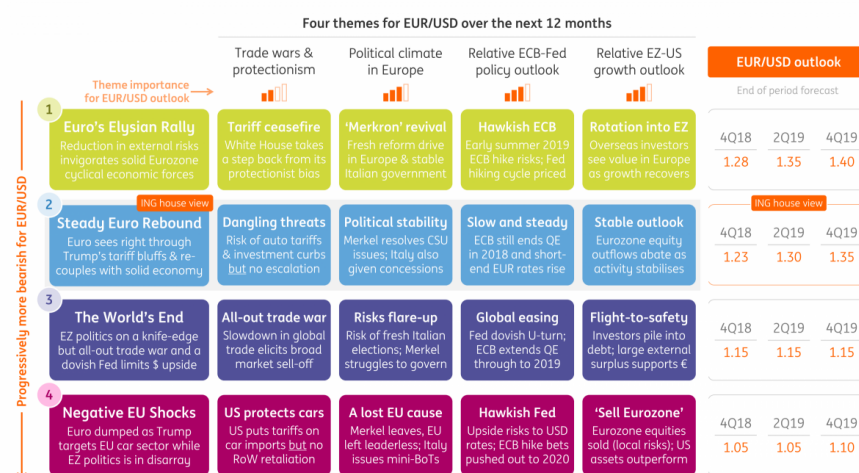 Four themes for EUR/USD over the next 12 months
Trade wars &
protectionism
Political climate
in Europe
Relative ECB-Fed
policy outlook
Relative EZ-US
growth outlook
EUR/USD outlook
End of period forecast
Theme importance
for EUR/USD outlook
Progressively more bearish for EUR/USD
1
Euro's Elysian Rally
Reduction in external risks
invigorates solid Eurozone
cyclical economic forces
Tariff ceasefire
White House takes
a step back from its
protectionist bias
'Merkron' revival
Fresh reform drive
in Europe & stable
Italian government
Hawkish ECB
Early summer 2019
ECB hike risks; Fed
hiking cycle priced
Rotation into EZ
Overseas investors
see value in Europe
as growth recovers
4Q18 2Q19 4Q19
1.28 1.35 1.40
2
ING house view
Steady Euro Rebound
Euro sees right through
Trump's tariff bluffs & re-
couples with solid economy
Dangling threats
Risk of auto tariffs
& investment curbs
but no escalation
Political stability
Merkel resolves CSU
issues; Italy also
given concessions
Slow and steady
ECB still ends QE
in 2018 and short-
end EUR rates rise
Stable outlook
Eurozone equity
outflows abate as
activity stabilises
ING house view
4Q18 2Q19 4Q19
1.23 1.30 1.35
3
The World's End
EZ politics on a knife-edge
but all-out trade war and a
dovish Fed limits $ upside
All-out trade war
Slowdown in global
trade elicits broad
market sell-off
Risks flare-up
Risk of fresh Italian
elections; Merkel
struggles to govern
Global easing
Fed dovish U-turn;
ECB extends QE
through to 2019
Flight-to-safety
Investors pile into
debt; large external
surplus supports €
4Q18 2Q19 4Q19
1.15 1.15 1.15
4
Negative EU Shocks
Euro dumped as Trump
targets EU car sector while
EZ politics is in disarray
US protects cars
US puts tariffs on
car imports but no
RoW retaliation
A lost EU cause
Merkel leaves, EU
left leaderless; Italy
issues mini-BoTs
Hawkish Fed
Upside risks to USD
rates; ECB hike bets
pushed out to 2020
'Sell Eurozone'
Eurozone equities
sold (local risks); US
assets outperform
4Q18 2Q19 4Q19
1.05 1.05 1.10